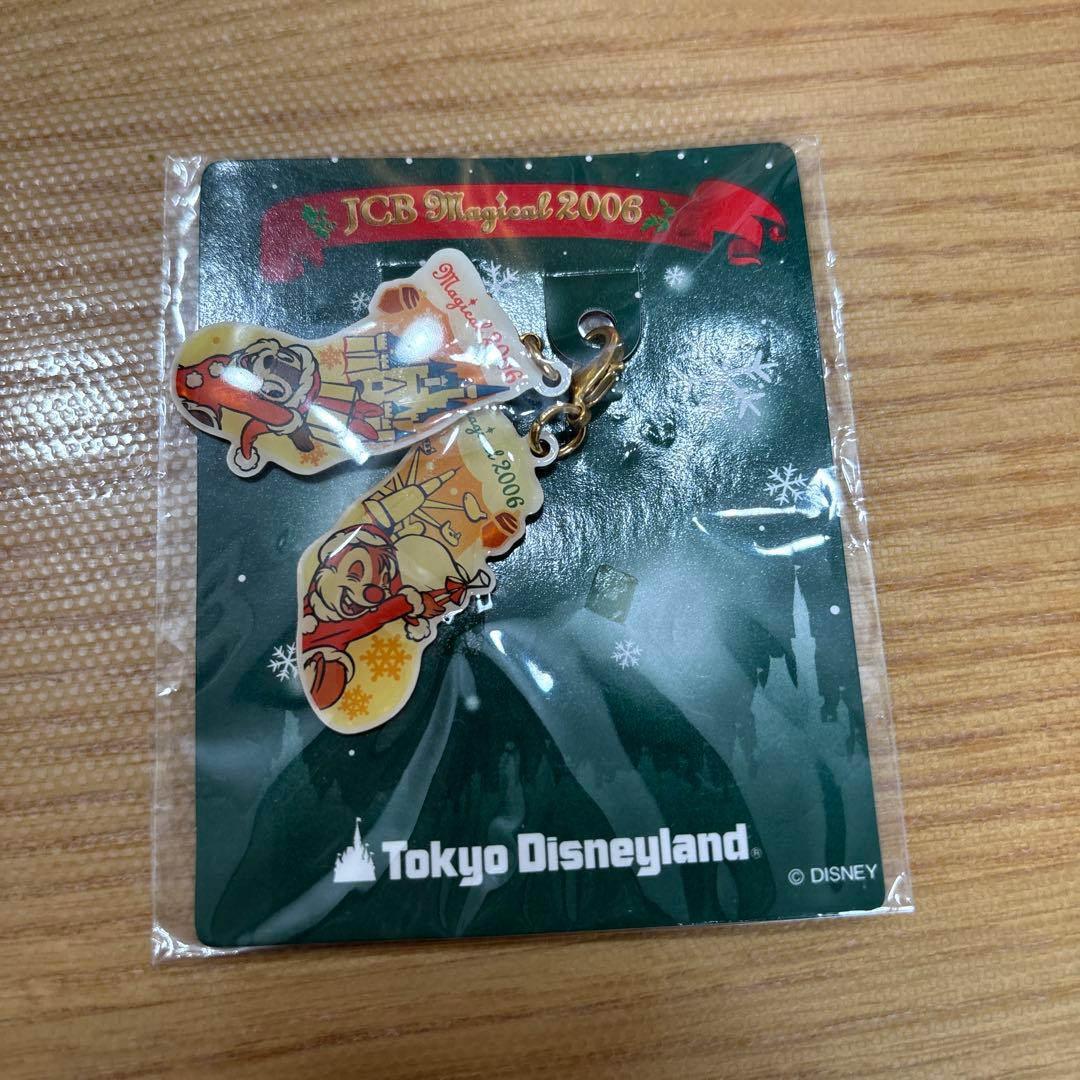 JCB Magical 2006
Magical 2006
Magical 2006
Tokyo Disneyland®
© DISNEY